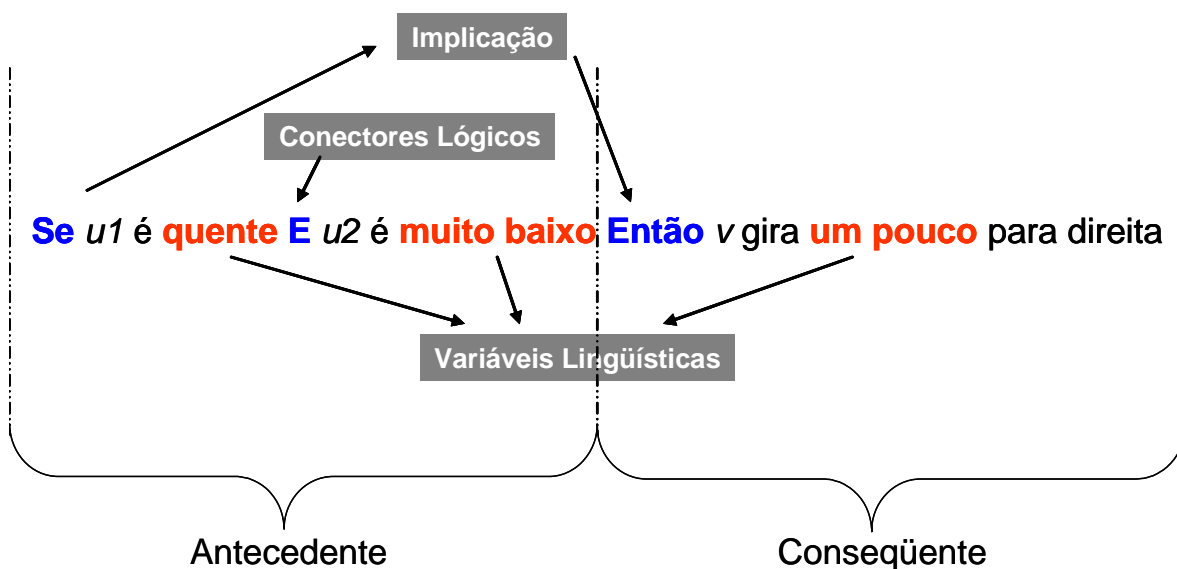 Implicação
Conectores Lógicos
Se u1 é quente E u2 é muito baixo Então v gira um pouco para direita
Variáveis Lingüísticas
Antecedente
Conseqüente